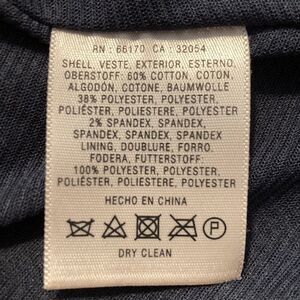 RN: 66170 CA: 32054
SHELL, VESTE, EXTERIOR, ESTERNO,
OBERSTOFF: 60% COTTON, COTON,
ALGODÓN, COTONE, BAUMWOLLE
38% POLYESTER, POLYESTER,
POLIÉSTER, POLIESTERE, POLYESTER
2% SPANDEX, SPANDEX,
SPANDEX, SPANDEX, SPANDEX
LINING, DOUBLURE, FORRO,
FODERA, FUTTERSTOFF:
100% POLYESTER, POLYESTER,
POLIÉSTER, POLIESTERE, POLYESTER
HECHO EN CHINA
P
DRY CLEAN